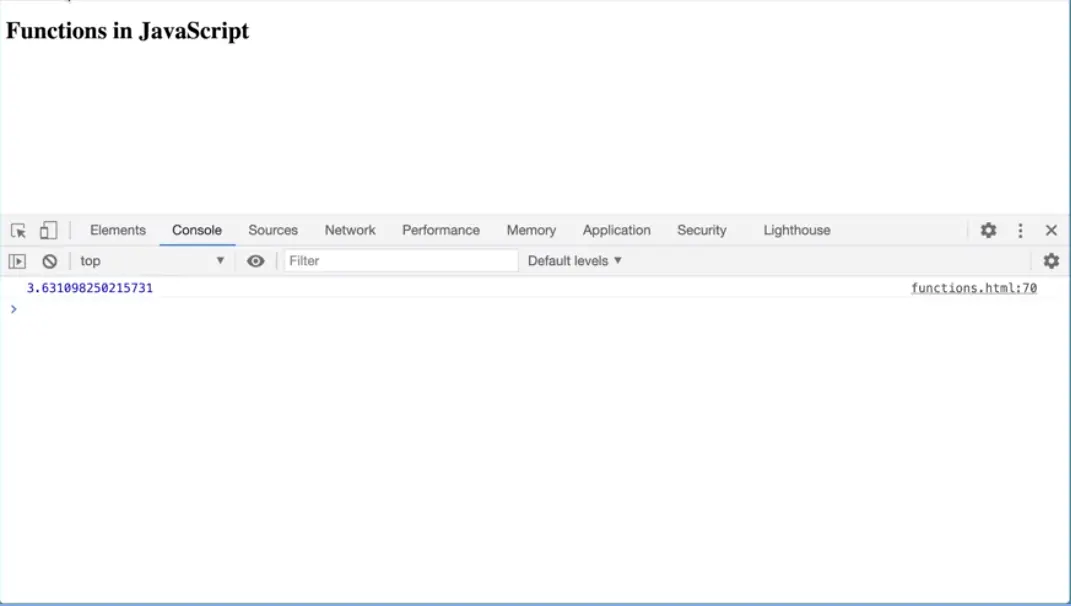 Functions in JavaScript
Elements Console Sources Network Performance Memory Application Security Lighthouse
top Filter Default levels
3.631098250215731 functions.html:70
>